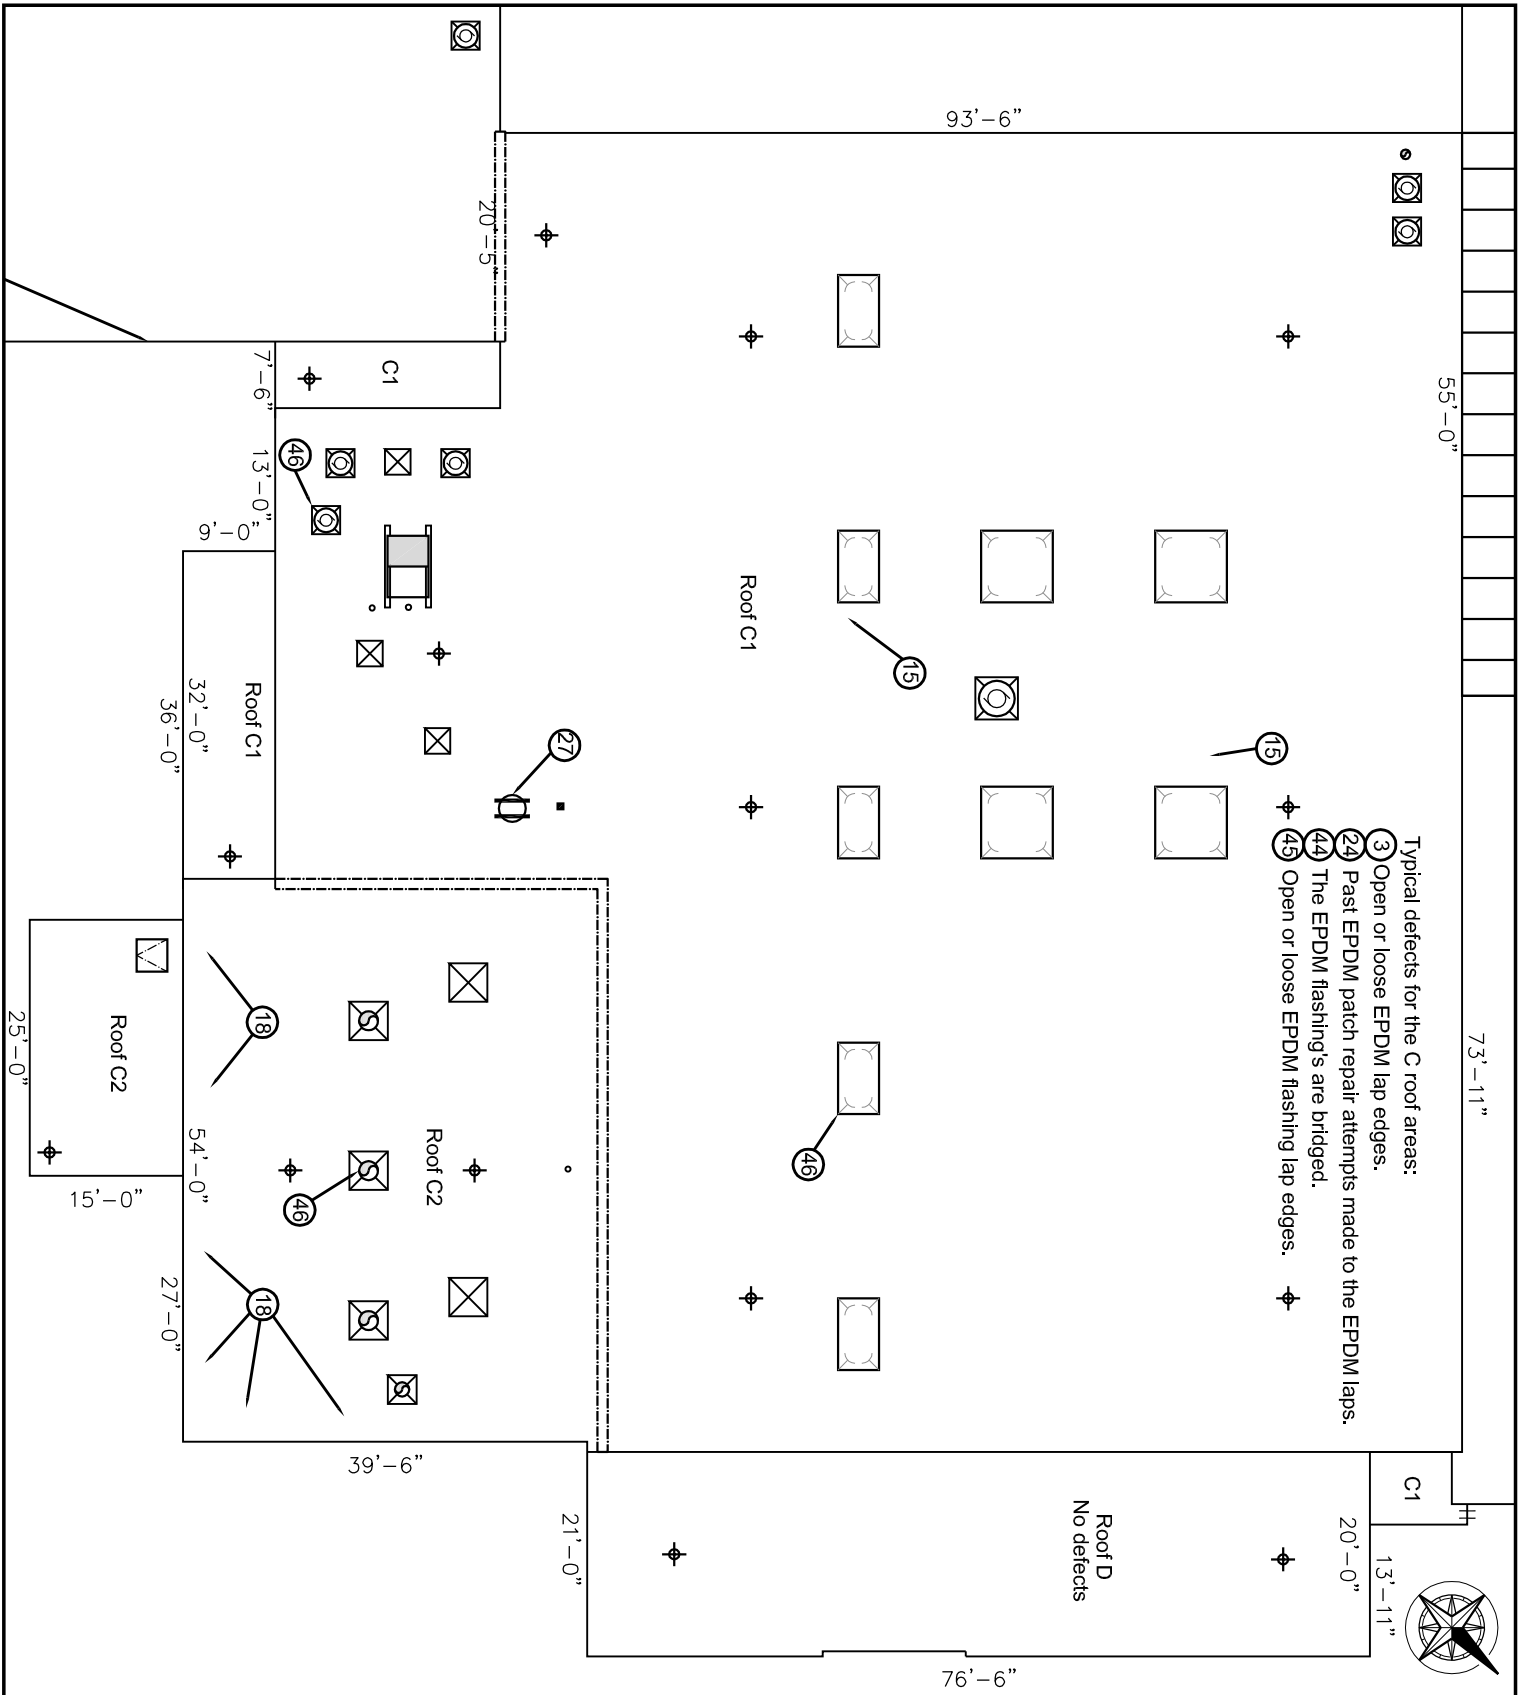 93'-6"
20'-5"
55'-0"
C1
7'-6"
46
13'-0"
9'-0"
Roof C1
15
15
Roof C1
32'-0"
36'-0"
27
Typical defects for the C roof areas:
3 Open or loose EPDM lap edges.
24 Past EPDM patch repair attempts made to the EPDM laps.
44 The EPDM flashing's are bridged.
45 Open or loose EPDM flashing lap edges.
73'-11"
18
Roof C2
25'-0"
15'-0"
54'-0"
Roof C2
46
46
18
27'-0"
39'-6"
21'-0"
Roof D
No defects
C1
20'-0"
13'-11"
76'-6"